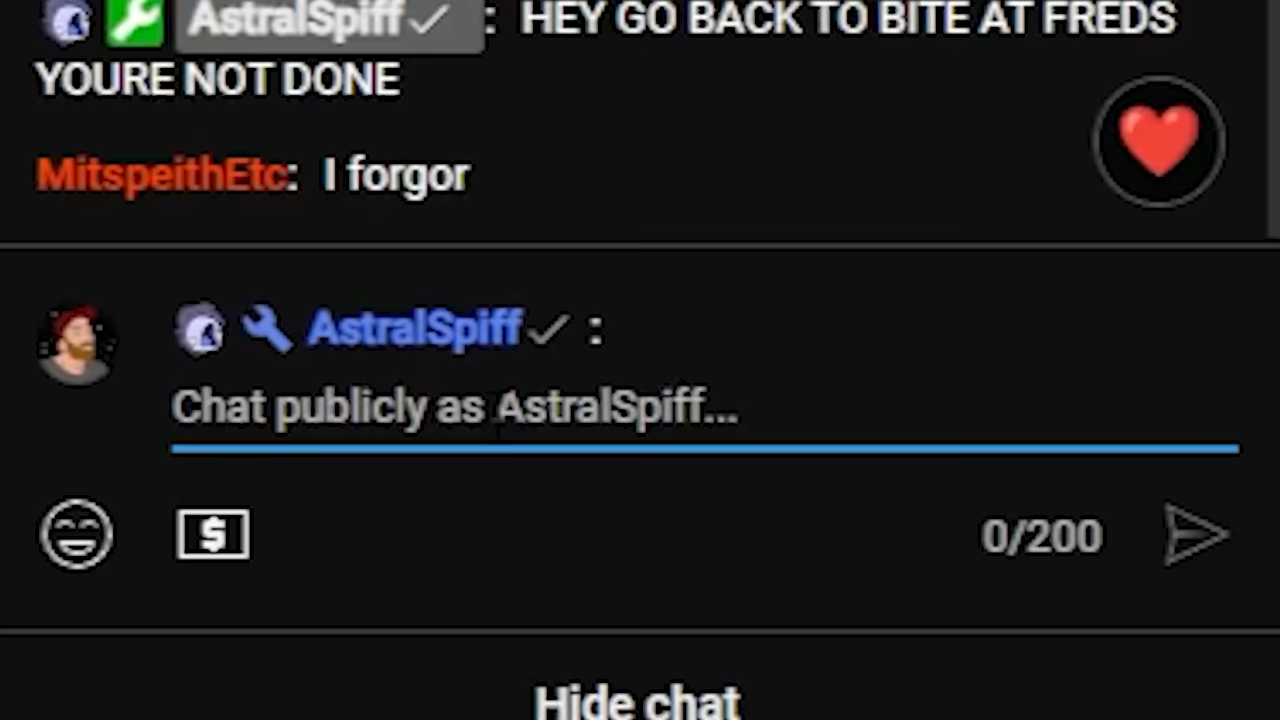 AstralSpiff: HEY GO BACK TO BITE AT FREDS
YOURE NOT DONE
MitspeithEtc: I forgor
AstralSpiff :
Chat publicly as AstralSpiff...
$ 0/200
Hide chat